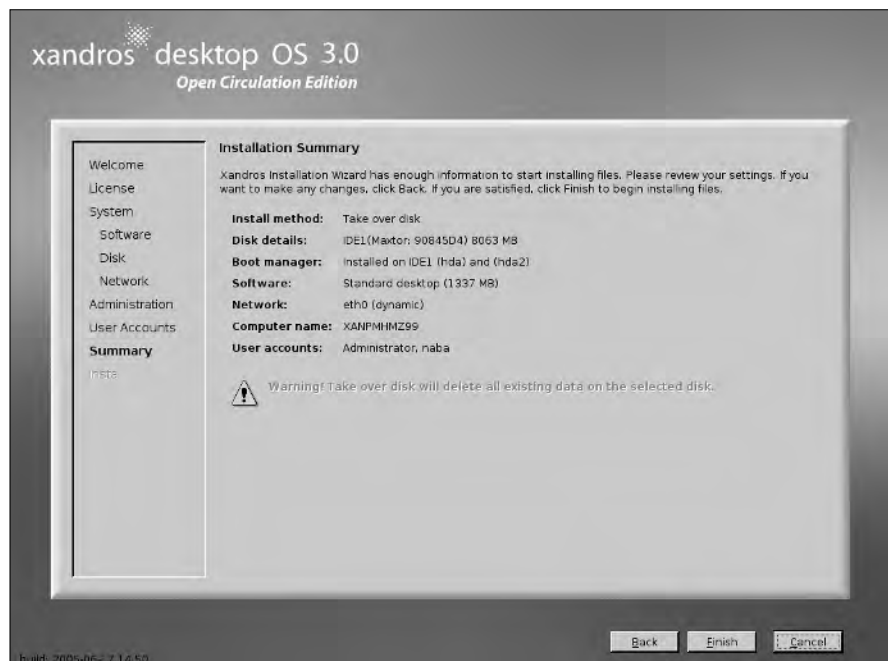 xandros desktop OS 3.0
Open Circulation Edition
Welcome
License
System
Software
Disk
Network
Administration
User Accounts
Summary
Installation Summary
Xandros Installation Wizard has enough information to start installing files. Please review your settings. If you
want to make any changes, click Back. If you are satisfied, click Finish to begin installing files.
Install method: Take over disk
Disk details: IDE1(Maxtor: 90845D4) 8063 MB
Boot manager: Installed on IDE1 (hda) and (hda2)
Software: Standard desktop (1337 MB)
Network: eth0 (dynamic)
Computer name: XANPMHMZ99
User accounts: Administrator, naba
Warning! Take over disk will delete all existing data on the selected disk.
Back Finish Cancel
build: